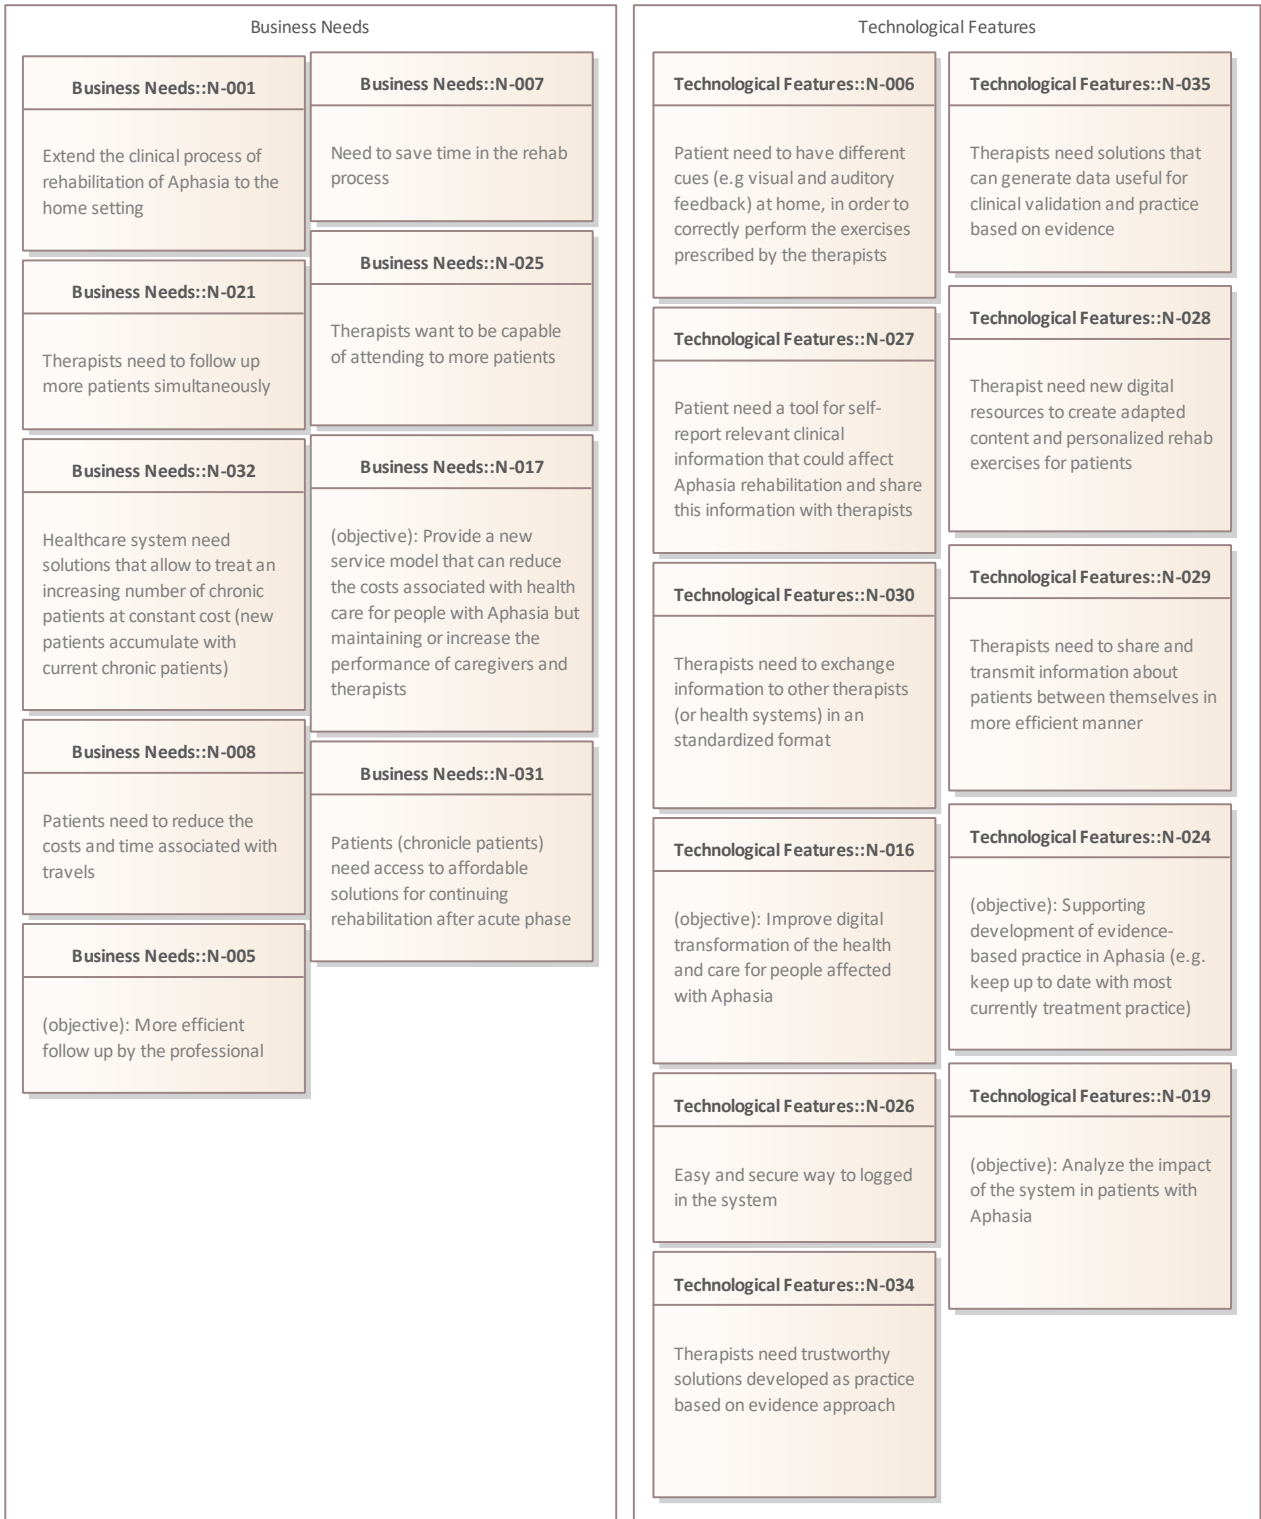 Business Needs
Business Needs::N-001
Extend the clinical process of
rehabilitation of Aphasia to the
home setting
Business Needs::N-021
Therapists need to follow up
more patients simultaneously
Business Needs::N-032
Healthcare system need
solutions that allow to treat an
increasing number of chronic
patients at constant cost (new
patients accumulate with
current chronic patients)
Business Needs::N-008
Patients need to reduce the
costs and time associated with
travels
Business Needs::N-005
(objective): More efficient
follow up by the professional
Business Needs::N-007
Need to save time in the rehab
process
Business Needs::N-025
Therapists want to be capable
of attending to more patients
Business Needs::N-017
(objective): Provide a new
service model that can reduce
the costs associated with health
care for people with Aphasia but
maintaining or increase the
performance of caregivers and
therapists
Business Needs::N-031
Patients (chronicle patients)
need access to affordable
solutions for continuing
rehabilitation after acute phase
Technological Features
Technological Features::N-006
Patient need to have different
cues (e.g visual and auditory
feedback) at home, in order to
correctly perform the exercises
prescribed by the therapists
Technological Features::N-027
Patient need a tool for self-
report relevant clinical
information that could affect
Aphasia rehabilitation and share
this information with therapists
Technological Features::N-030
Therapists need to exchange
information to other therapists
(or health systems) in an
standardized format
Technological Features::N-016
(objective): Improve digital
transformation of the health
and care for people affected
with Aphasia
Technological Features::N-026
Easy and secure way to logged
in the system
Technological Features::N-034
Therapists need trustworthy
solutions developed as practice
based on evidence approach
Technological Features::N-035
Therapists need solutions that
can generate data useful for
clinical validation and practice
based on evidence
Technological Features::N-028
Therapist need new digital
resources to create adapted
content and personalized rehab
exercises for patients
Technological Features::N-029
Therapists need to share and
transmit information about
patients between themselves in
more efficient manner
Technological Features::N-024
(objective): Supporting
development of evidence-
based practice in Aphasia (e.g.
keep up to date with most
currently treatment practice)
Technological Features::N-019
(objective): Analyze the impact
of the system in patients with
Aphasia